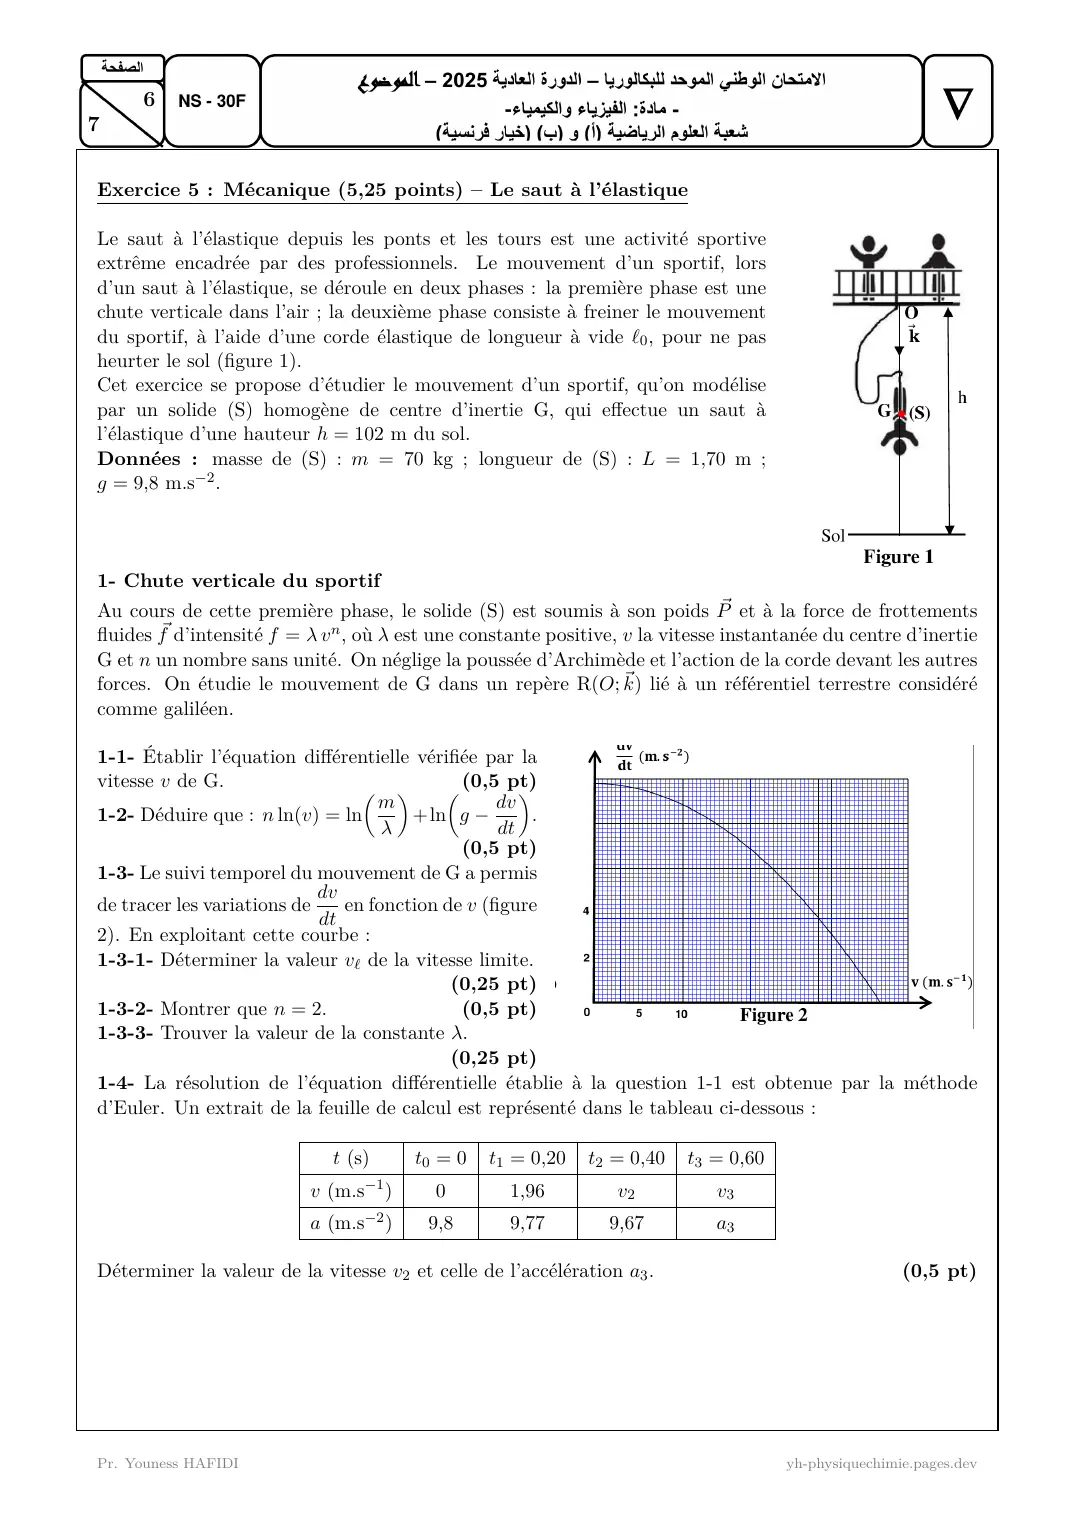 الصفحة
6
7
NS - 30F
الامتحان الوطني الموحد للبكالوريا – الدورة العادية 2025 – الموضوع
- مادة: الفيزياء والكيمياء-
شعبة العلوم الرياضية (أ) و (ب) (خيار فرنسية)
Exercice 5 : Mécanique (5,25 points) – Le saut à l'élastique
Le saut à l'élastique depuis les ponts et les tours est une activité sportive
extrême encadrée par des professionnels. Le mouvement d'un sportif, lors
d'un saut à l'élastique, se déroule en deux phases : la première phase est une
chute verticale dans l'air ; la deuxième phase consiste à freiner le mouvement
du sportif, à l'aide d'une corde élastique de longueur à vide ℓ₀, pour ne pas
heurter le sol (figure 1).
Cet exercice se propose d'étudier le mouvement d'un sportif, qu'on modélise
par un solide (S) homogène de centre d'inertie G, qui effectue un saut à
l'élastique d'une hauteur h = 102 m du sol.
Données : masse de (S) : m = 70 kg ; longueur de (S) : L = 1,70 m ;
g = 9,8 m.s⁻².
O
k⃗
G (S)
h
Sol
Figure 1
1- Chute verticale du sportif
Au cours de cette première phase, le solide (S) est soumis à son poids P⃗ et à la force de frottements
fluides f⃗ d'intensité f = λ vⁿ, où λ est une constante positive, v la vitesse instantanée du centre d'inertie
G et n un nombre sans unité. On néglige la poussée d'Archimède et l'action de la corde devant les autres
forces. On étudie le mouvement de G dans un repère R(O; k⃗) lié à un référentiel terrestre considéré
comme galiléen.
1-1- Établir l'équation différentielle vérifiée par la
vitesse v de G. (0,5 pt)
1-2- Déduire que : n ln(v) = ln(m/λ) + ln(g − dv/dt).
(0,5 pt)
1-3- Le suivi temporel du mouvement de G a permis
de tracer les variations de dv/dt en fonction de v (figure
2). En exploitant cette courbe :
1-3-1- Déterminer la valeur vℓ de la vitesse limite.
(0,25 pt)
1-3-2- Montrer que n = 2. (0,5 pt)
1-3-3- Trouver la valeur de la constante λ.
(0,25 pt)
dv/dt (m.s⁻²)
4
2
v (m.s⁻¹)
0 5 10 Figure 2
1-4- La résolution de l'équation différentielle établie à la question 1-1 est obtenue par la méthode
d'Euler. Un extrait de la feuille de calcul est représenté dans le tableau ci-dessous :
t (s) t₀ = 0 t₁ = 0,20 t₂ = 0,40 t₃ = 0,60
v (m.s⁻¹) 0 1,96 v₂ v₃
a (m.s⁻²) 9,8 9,77 9,67 a₃
Déterminer la valeur de la vitesse v₂ et celle de l'accélération a₃. (0,5 pt)
Pr. Youness HAFIDI yh-physiquechimie.pages.dev